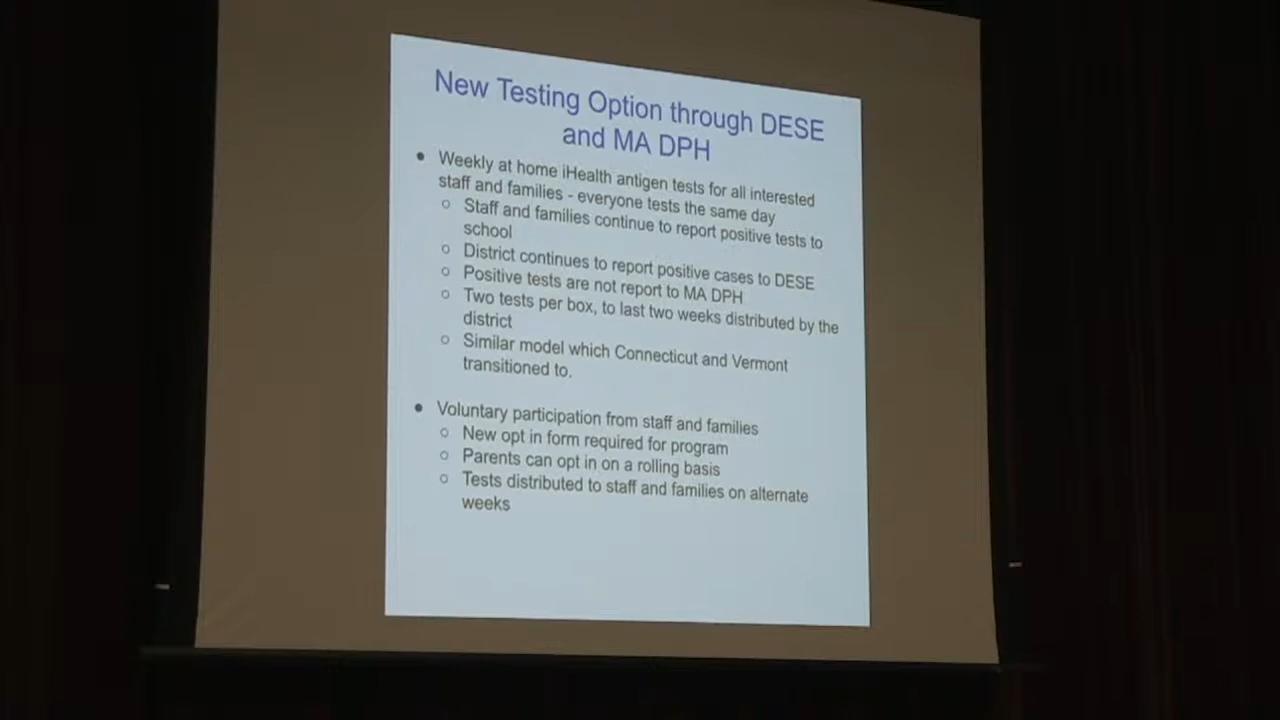 New Testing Option through DESE
and MA DPH
● Weekly at home iHealth antigen tests for all interested
staff and families - everyone tests the same day
○ Staff and families continue to report positive tests to
school
○ District continues to report positive cases to DESE
○ Positive tests are not report to MA DPH
○ Two tests per box, to last two weeks distributed by the
district
○ Similar model which Connecticut and Vermont
transitioned to.
● Voluntary participation from staff and families
○ New opt in form required for program
○ Parents can opt in on a rolling basis
○ Tests distributed to staff and families on alternate
weeks